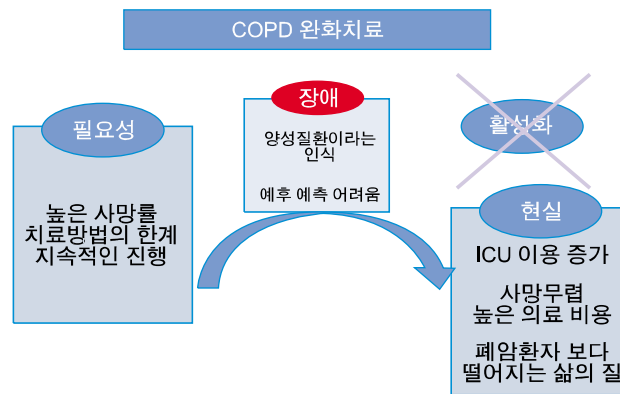 COPD 완화치료
필요성
높은 사망률
치료방법의 한계
지속적인 진행
장애
양성질환이라는
인식
예후 예측 어려움
활성화
현실
ICU 이용 증가
사망무렵
높은 의료 비용
폐암환자 보다
떨어지는 삶의 질